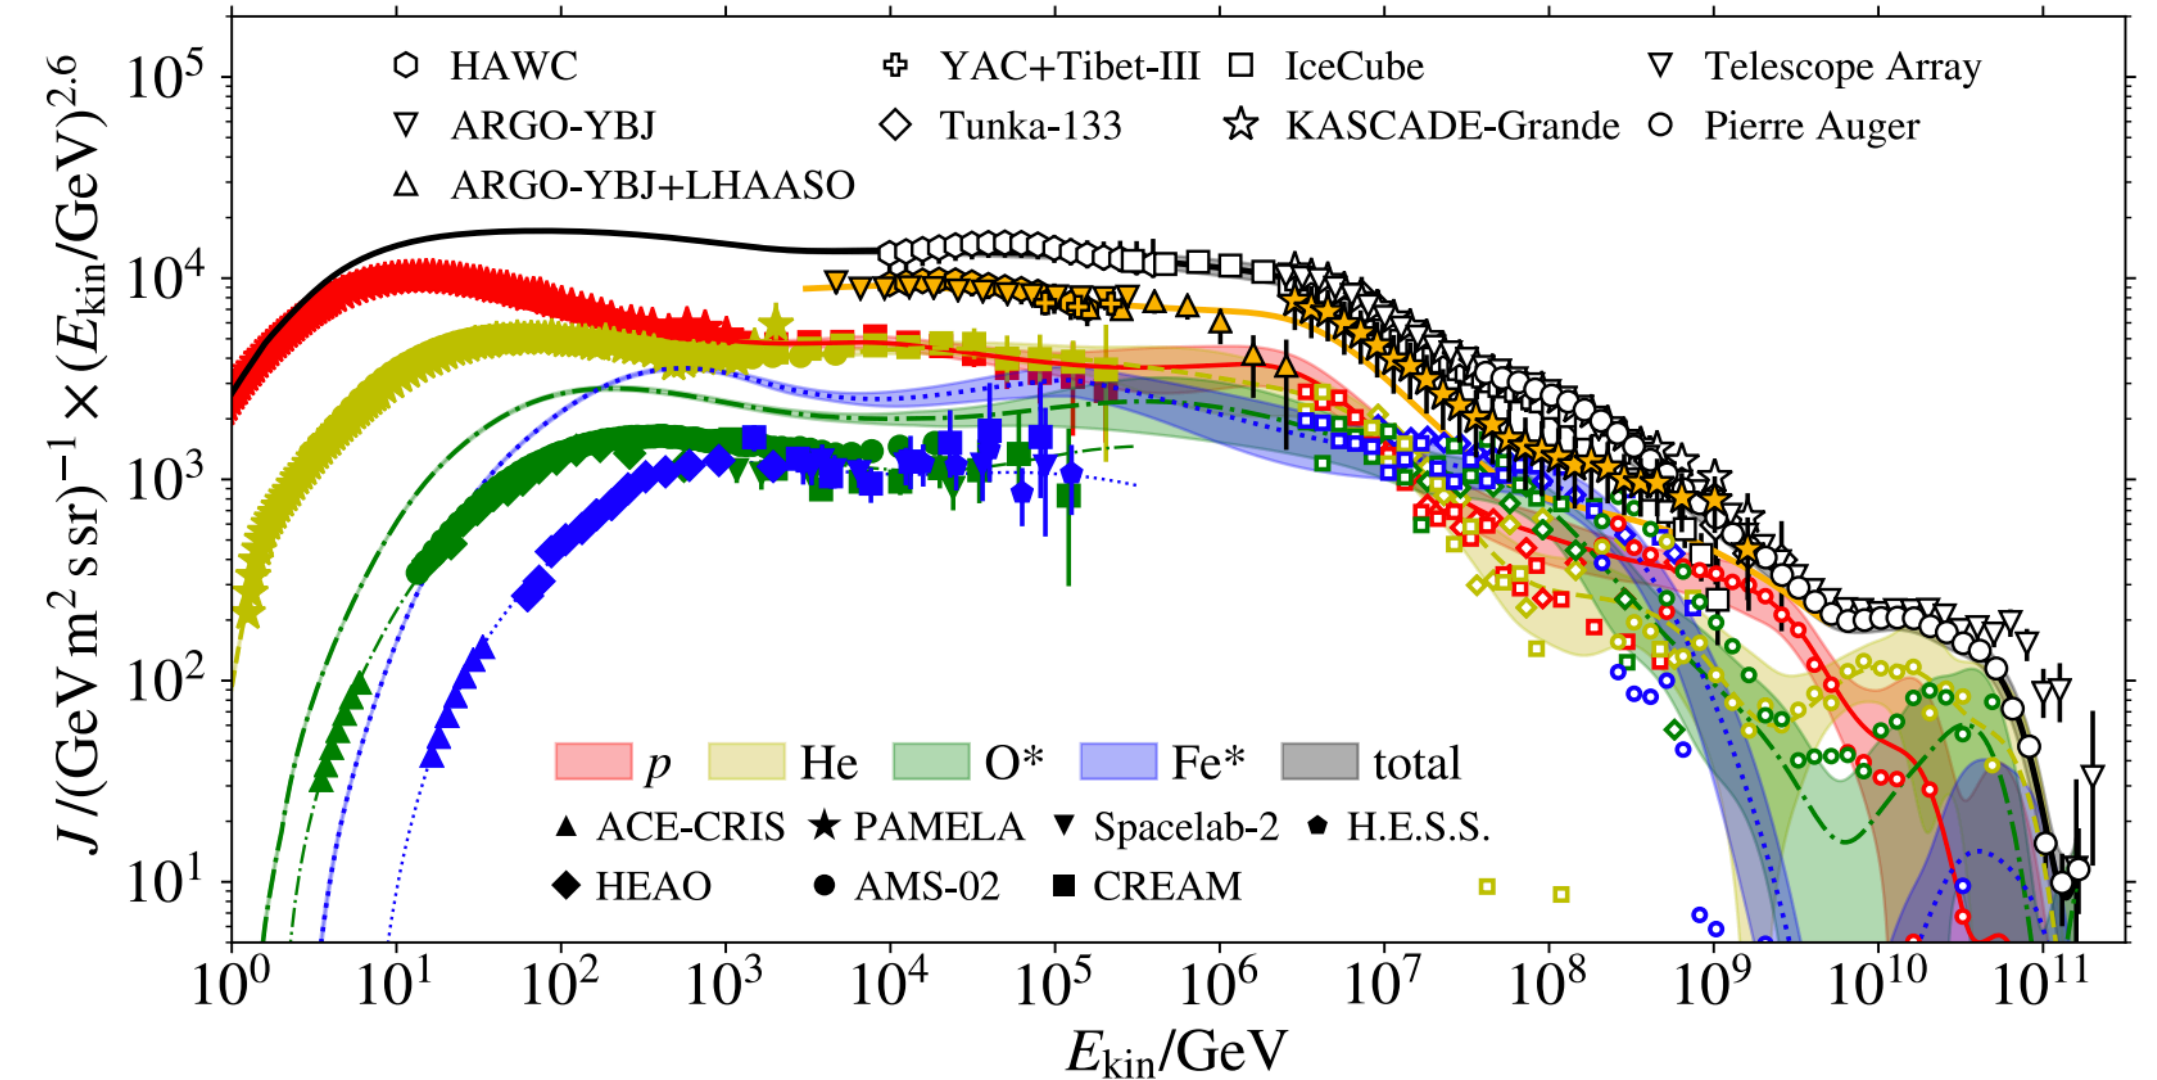 10⁵
10⁴
10³
10²
10¹
J/(GeV m² s sr)⁻¹ × (E_kin/GeV)^2.6
HAWC YAC+Tibet-III IceCube Telescope Array
ARGO-YBJ Tunka-133 KASCADE-Grande Pierre Auger
ARGO-YBJ+LHAASO
p He O* Fe* total
ACE-CRIS PAMELA Spacelab-2 H.E.S.S.
HEAO AMS-02 CREAM
10⁰ 10¹ 10² 10³ 10⁴ 10⁵ 10⁶ 10⁷ 10⁸ 10⁹ 10¹⁰ 10¹¹
E_kin/GeV